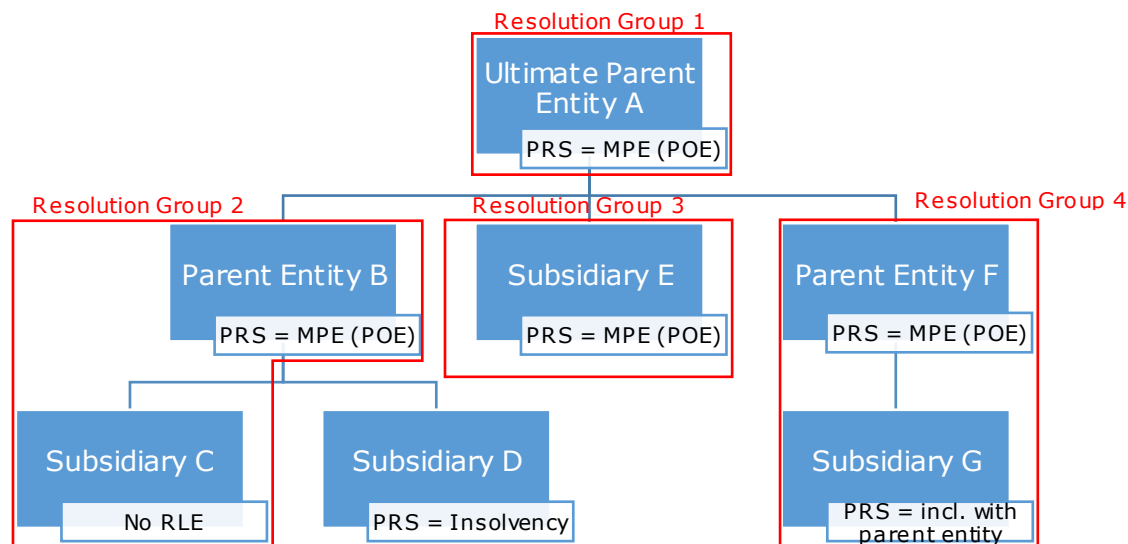 Resolution Group 1
Ultimate Parent
Entity A
PRS = MPE (POE)
Resolution Group 2
Resolution Group 3
Resolution Group 4
Parent Entity B
PRS = MPE (POE)
Subsidiary E
PRS = MPE (POE)
Parent Entity F
PRS = MPE (POE)
Subsidiary C
No RLE
Subsidiary D
PRS = Insolvency
Subsidiary G
PRS = incl. with
parent entity